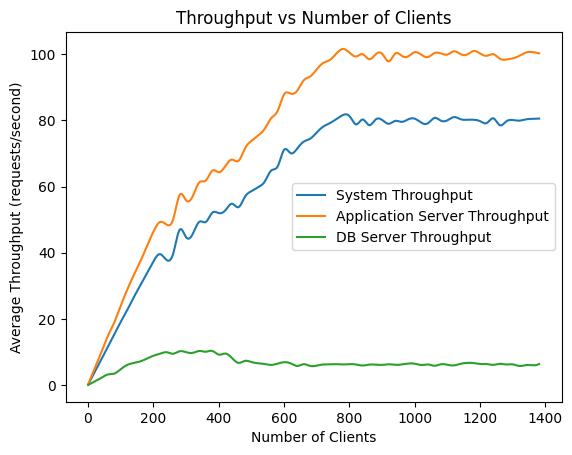 Throughput vs Number of Clients
Average Throughput (requests/second)
100
80
60
40
20
0
System Throughput
Application Server Throughput
DB Server Throughput
0 200 400 600 800 1000 1200 1400
Number of Clients